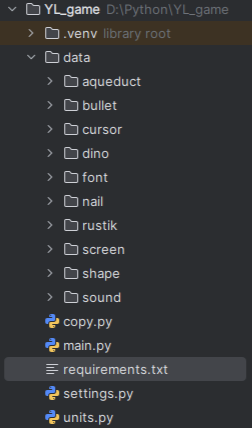 YL_game D:\Python\YL_game
.venv library root
data
aqueduct
bullet
cursor
dino
font
nail
rustik
screen
shape
sound
copy.py
main.py
requirements.txt
settings.py
units.py